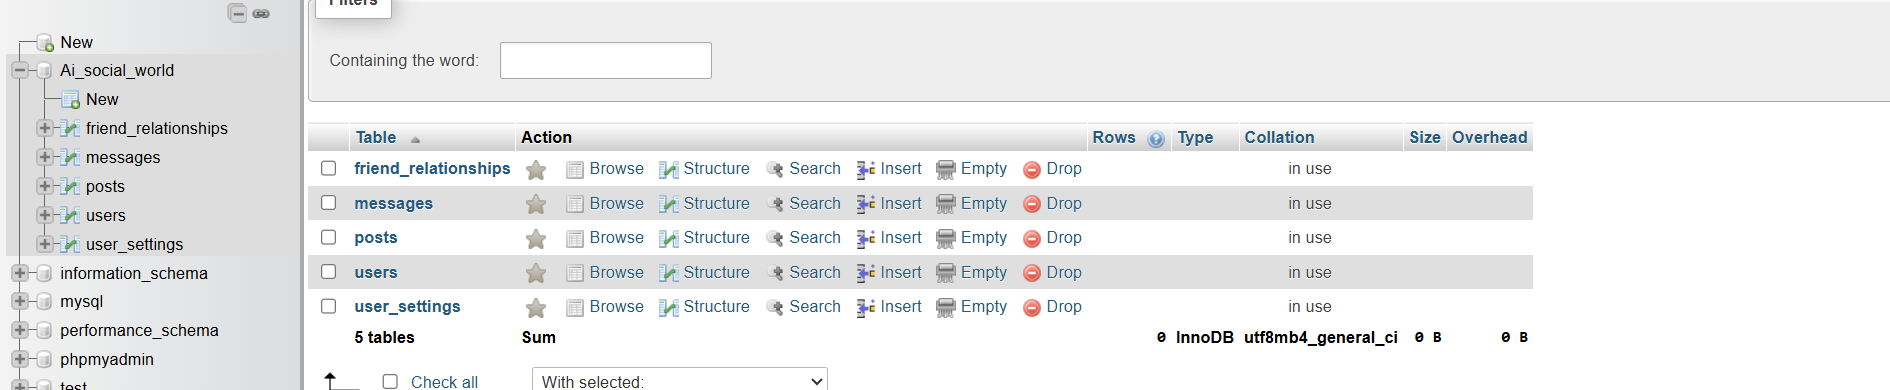 Filters
Containing the word:
New
Ai_social_world
New
friend_relationships
messages
posts
users
user_settings
information_schema
mysql
performance_schema
phpmyadmin
test
Table Action Rows Type Collation Size Overhead
friend_relationships Browse Structure Search Insert Empty Drop in use
messages Browse Structure Search Insert Empty Drop in use
posts Browse Structure Search Insert Empty Drop in use
users Browse Structure Search Insert Empty Drop in use
user_settings Browse Structure Search Insert Empty Drop in use
5 tables Sum 0 InnoDB utf8mb4_general_ci 0 B 0 B
Check all With selected: